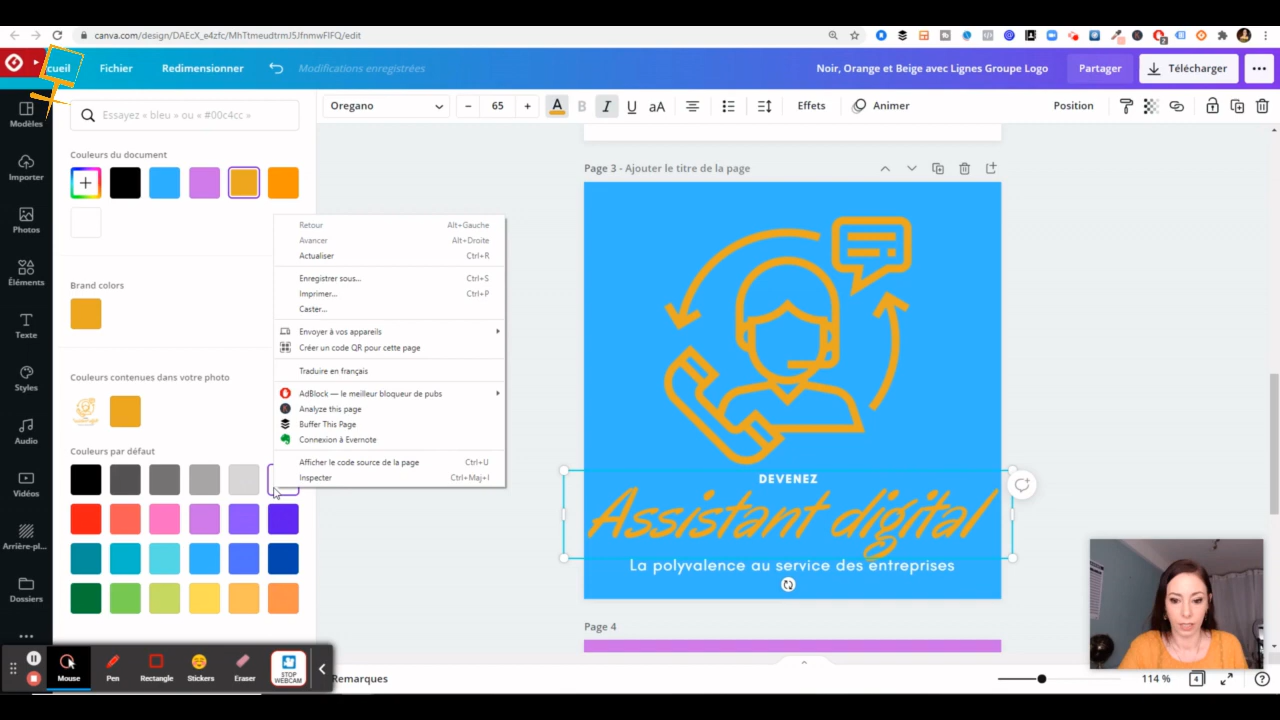 canva.com/design/DAEcX_e4zfc/MhTtmeudtrmJ5JfnmwFIFQ/edit
cueil
Fichier
Redimensionner
Modifications enregistrées
Noir, Orange et Beige avec Lignes Groupe Logo
Partager
Télécharger
Modèles
Importer
Photos
Éléments
Texte
Styles
Audio
Vidéos
Arrière-pl...
Dossiers
Essayez « bleu » ou « #00c4cc »
Couleurs du document
Brand colors
Couleurs contenues dans votre photo
Couleurs par défaut
Oregano
– 65 +
A B I U aA
Effets
Animer
Position
Retour Alt+Gauche
Avancer Alt+Droite
Actualiser Ctrl+R
Enregistrer sous... Ctrl+S
Imprimer... Ctrl+P
Caster...
Envoyer à vos appareils
Créer un code QR pour cette page
Traduire en français
AdBlock — le meilleur bloqueur de pubs
Analyze this page
Buffer This Page
Connexion à Evernote
Afficher le code source de la page Ctrl+U
Inspecter Ctrl+Maj+I
Page 3 - Ajouter le titre de la page
DEVENEZ
Assistant digital
La polyvalence au service des entreprises
Page 4
Mouse
Pen
Rectangle
Stickers
Eraser
STOP
WEBCAM
Remarques
114 %
4